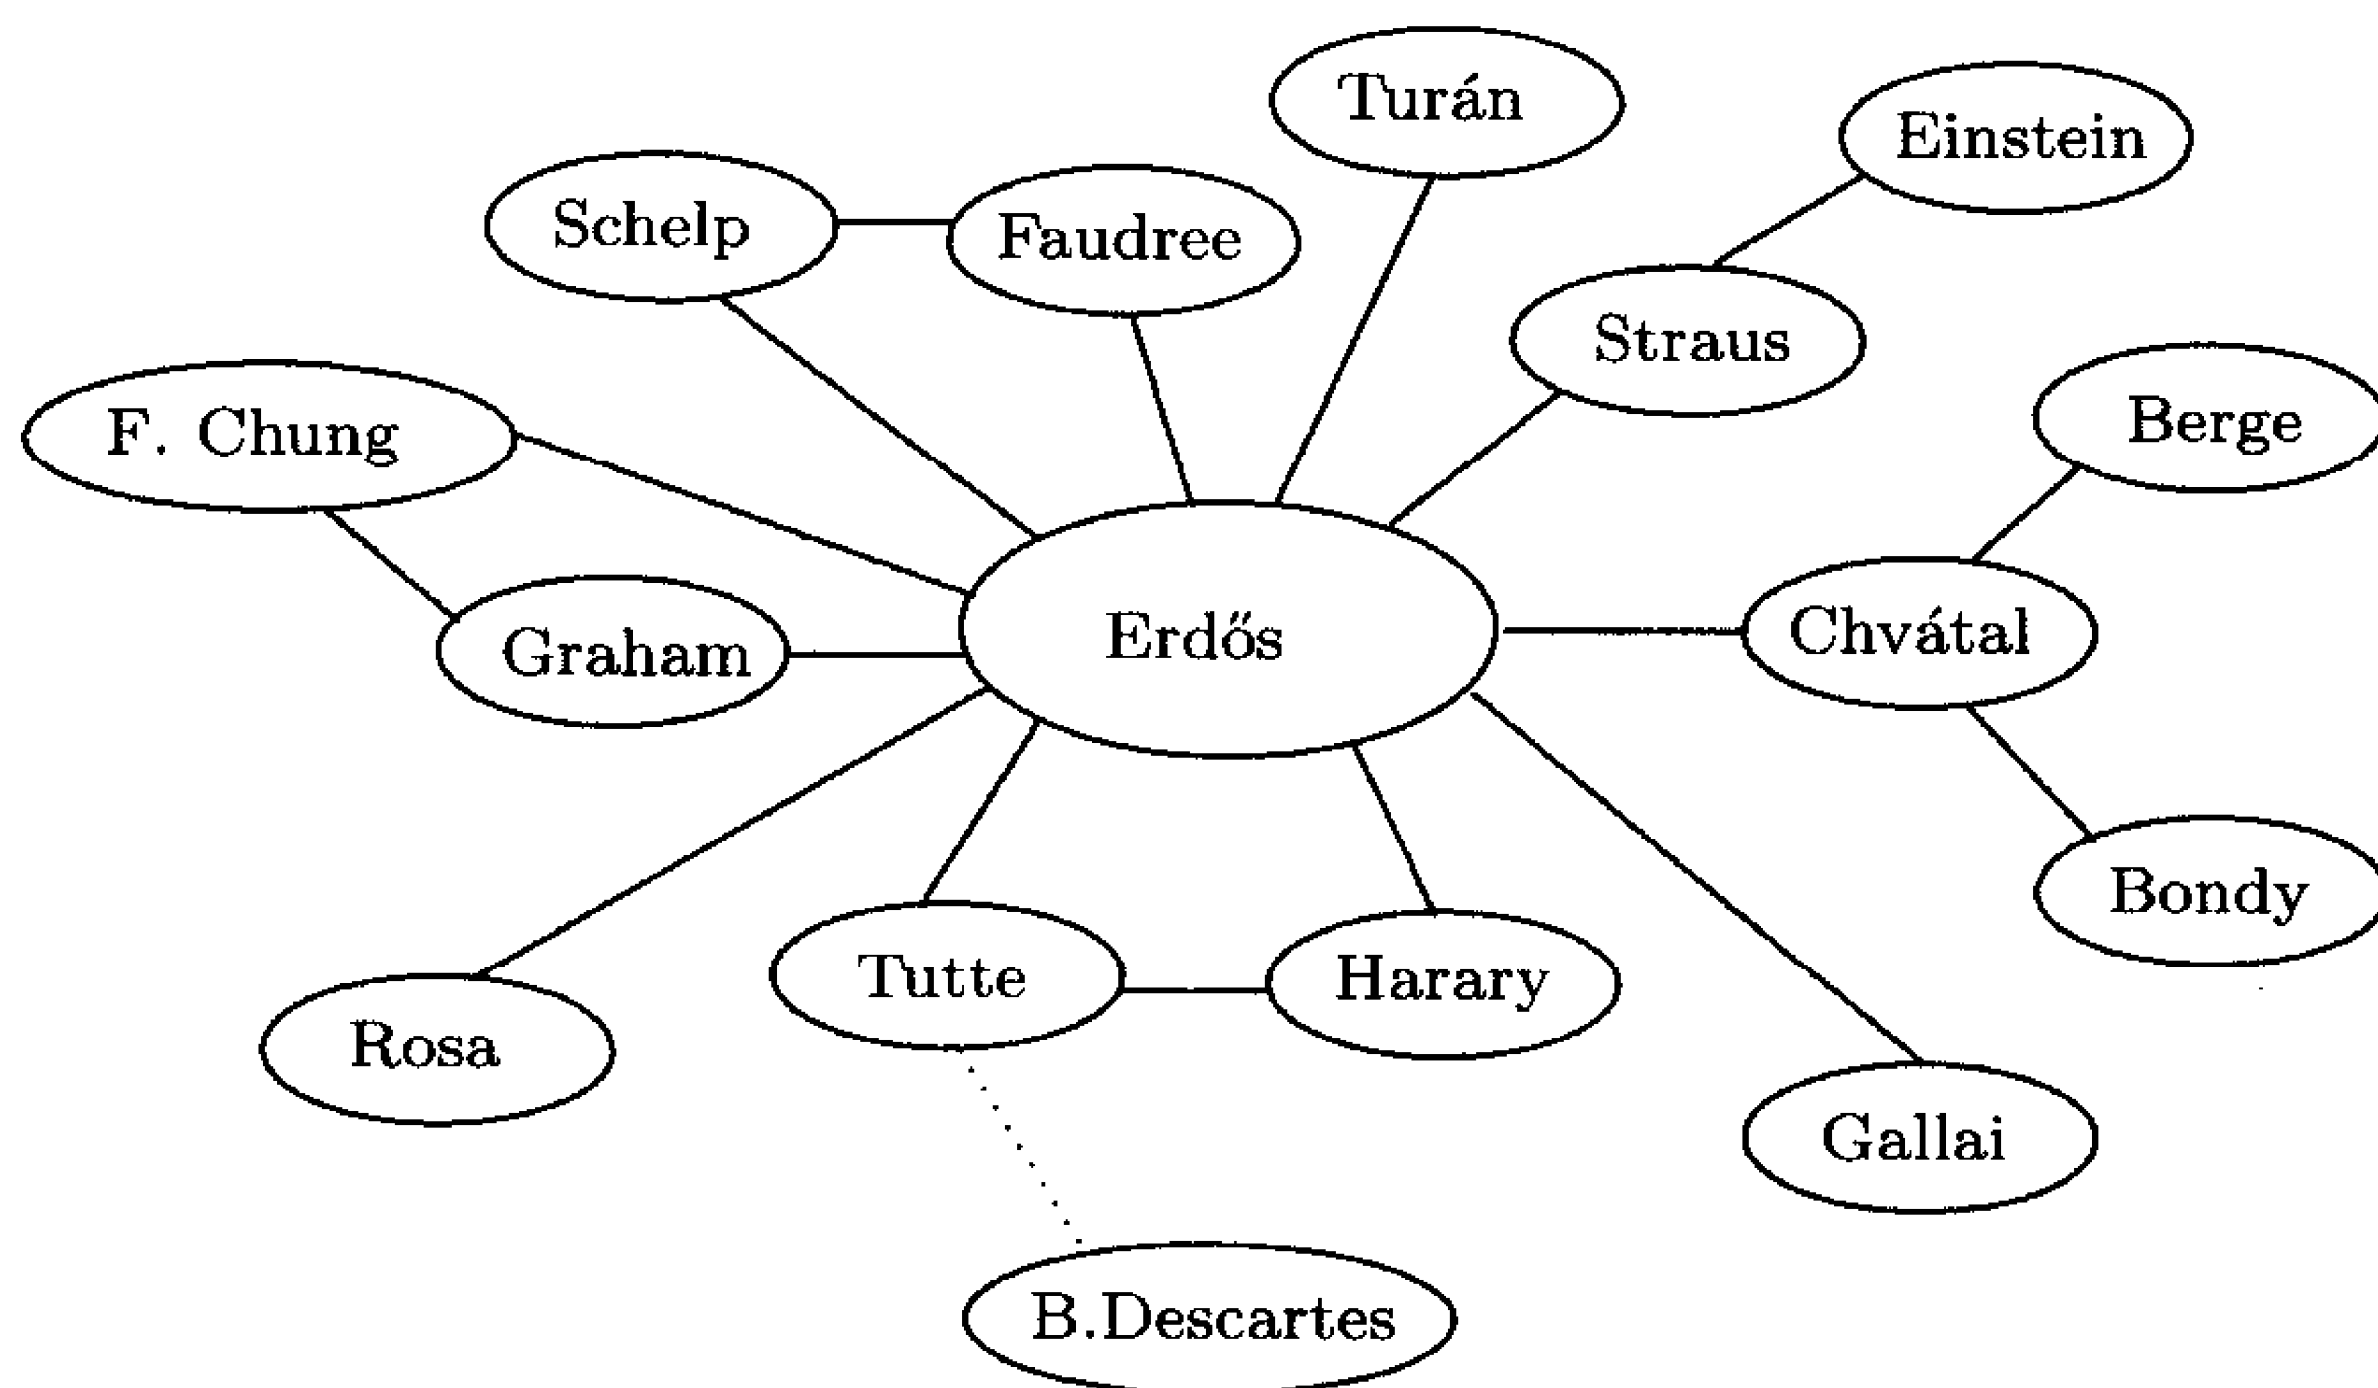 Turán
Einstein
Schelp
Faudree
Straus
Berge
F. Chung
Erdős
Chvátal
Graham
Bondy
Tutte
Harary
Rosa
Gallai
B.Descartes